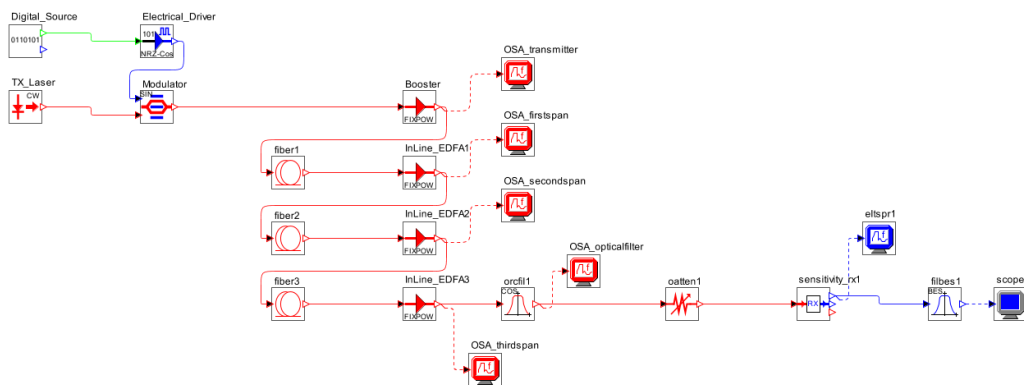 Digital_Source
Electrical_Driver
0110101
101
NRZ-Cos
TX_Laser
CW
Modulator
SIN
Booster
FIXPOW
OSA_transmitter
OSA_firstspan
fiber1
InLine_EDFA1
FIXPOW
OSA_secondspan
fiber2
InLine_EDFA2
FIXPOW
eltspr1
OSA_opticalfilter
fiber3
InLine_EDFA3
FIXPOW
orcfil1
COS
oatten1
sensitivity_rx1
RX
filbes1
BES
scope
OSA_thirdspan